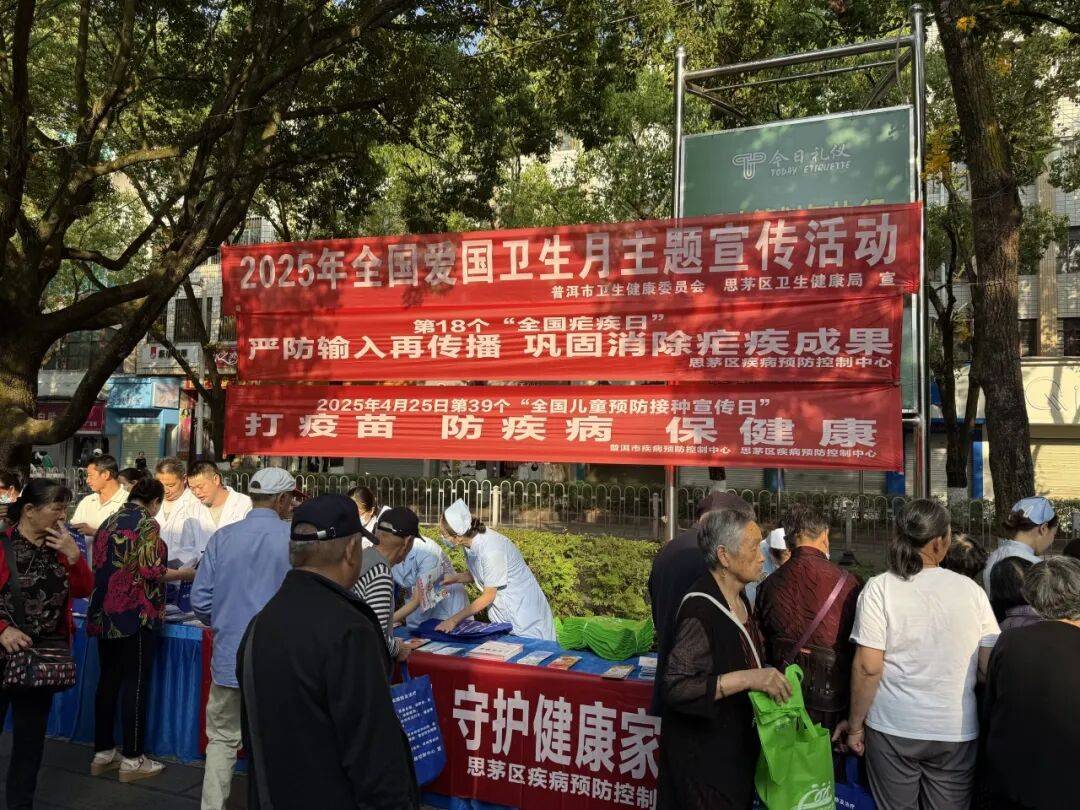 今日礼仪
TODAY ETIQUETTE
2025年全国爱国卫生月主题宣传活动
普洱市卫生健康委员会 思茅区卫生健康局 宣
第18个“全国疟疾日”
严防输入再传播 巩固消除疟疾成果
思茅区疾病预防控制中心
2025年4月25日第39个“全国儿童预防接种宣传日”
打疫苗 防疾病 保健康
普洱市疾病预防控制中心 思茅区疾病预防控制中心
守护健康家
思茅区疾病预防控制